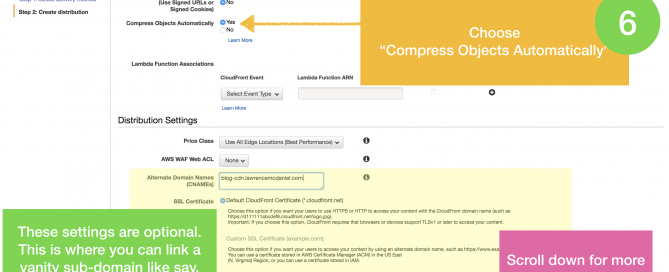 Step 2: Create distribution
(Use Signed URLs or
Signed Cookies)
No
Compress Objects Automatically
Yes
No
Learn More
Choose
“Compress Objects Automatically”
6
Lambda Function Associations
CloudFront Event
Lambda Function ARN
Select Event Type
Learn More
Distribution Settings
Price Class
Use All Edge Locations (Best Performance)
AWS WAF Web ACL
None
Alternate Domain Names
(CNAMEs)
blog-cdn.lawrencemcdaniel.com
SSL Certificate
Default CloudFront Certificate (*.cloudfront.net)
Choose this option if you want your users to use HTTPS or HTTP to access your content with the CloudFront domain name (such as
https://d111111abcdef8.cloudfront.net/logo.jpg).
Important: If you choose this option, CloudFront requires that browsers or devices support TLSv1 or later to access your content.
Custom SSL Certificate (example.com):
Choose this option if you want your users to access your content by using an alternate domain name, such as https://www.exa
You can use a certificate stored in AWS Certificate Manager (ACM) in the US East
(N. Virginia) Region, or you can use a certificate stored in IAM.
These settings are optional.
This is where you can link a
vanity sub-domain like say,
Scroll down for more